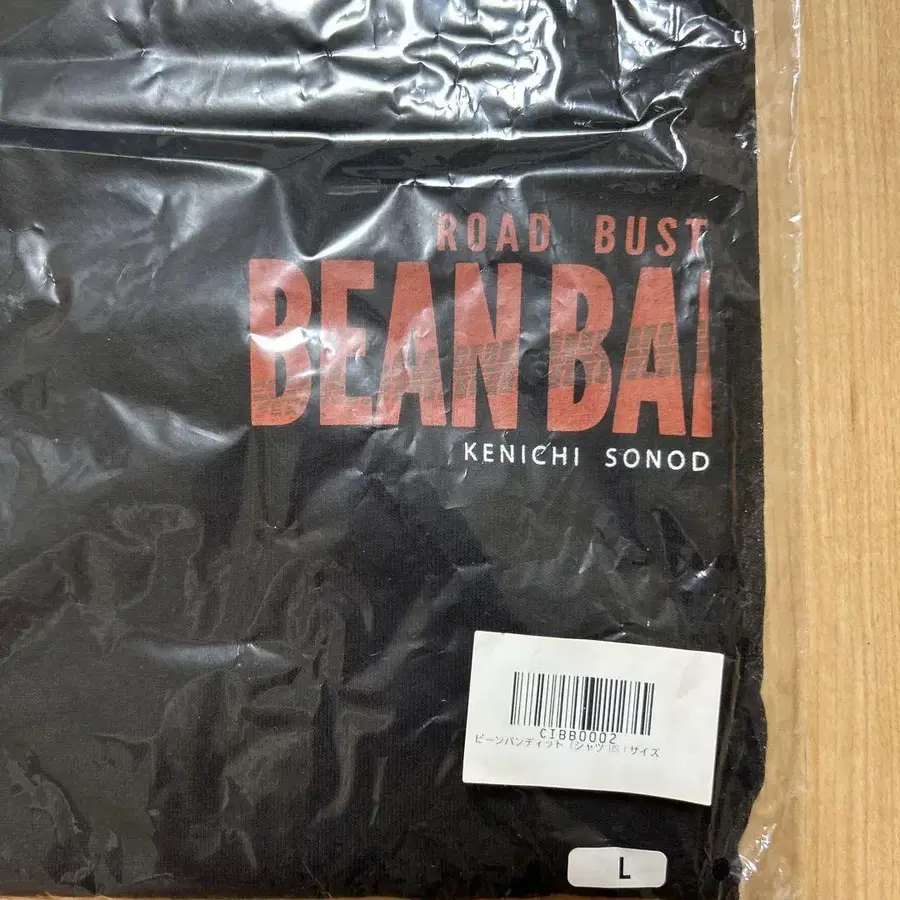 ROAD BUST
BEAN BA
KENICHI SONOD
CIBB0002
ビーンバンディット Tシャツ サイズ
L